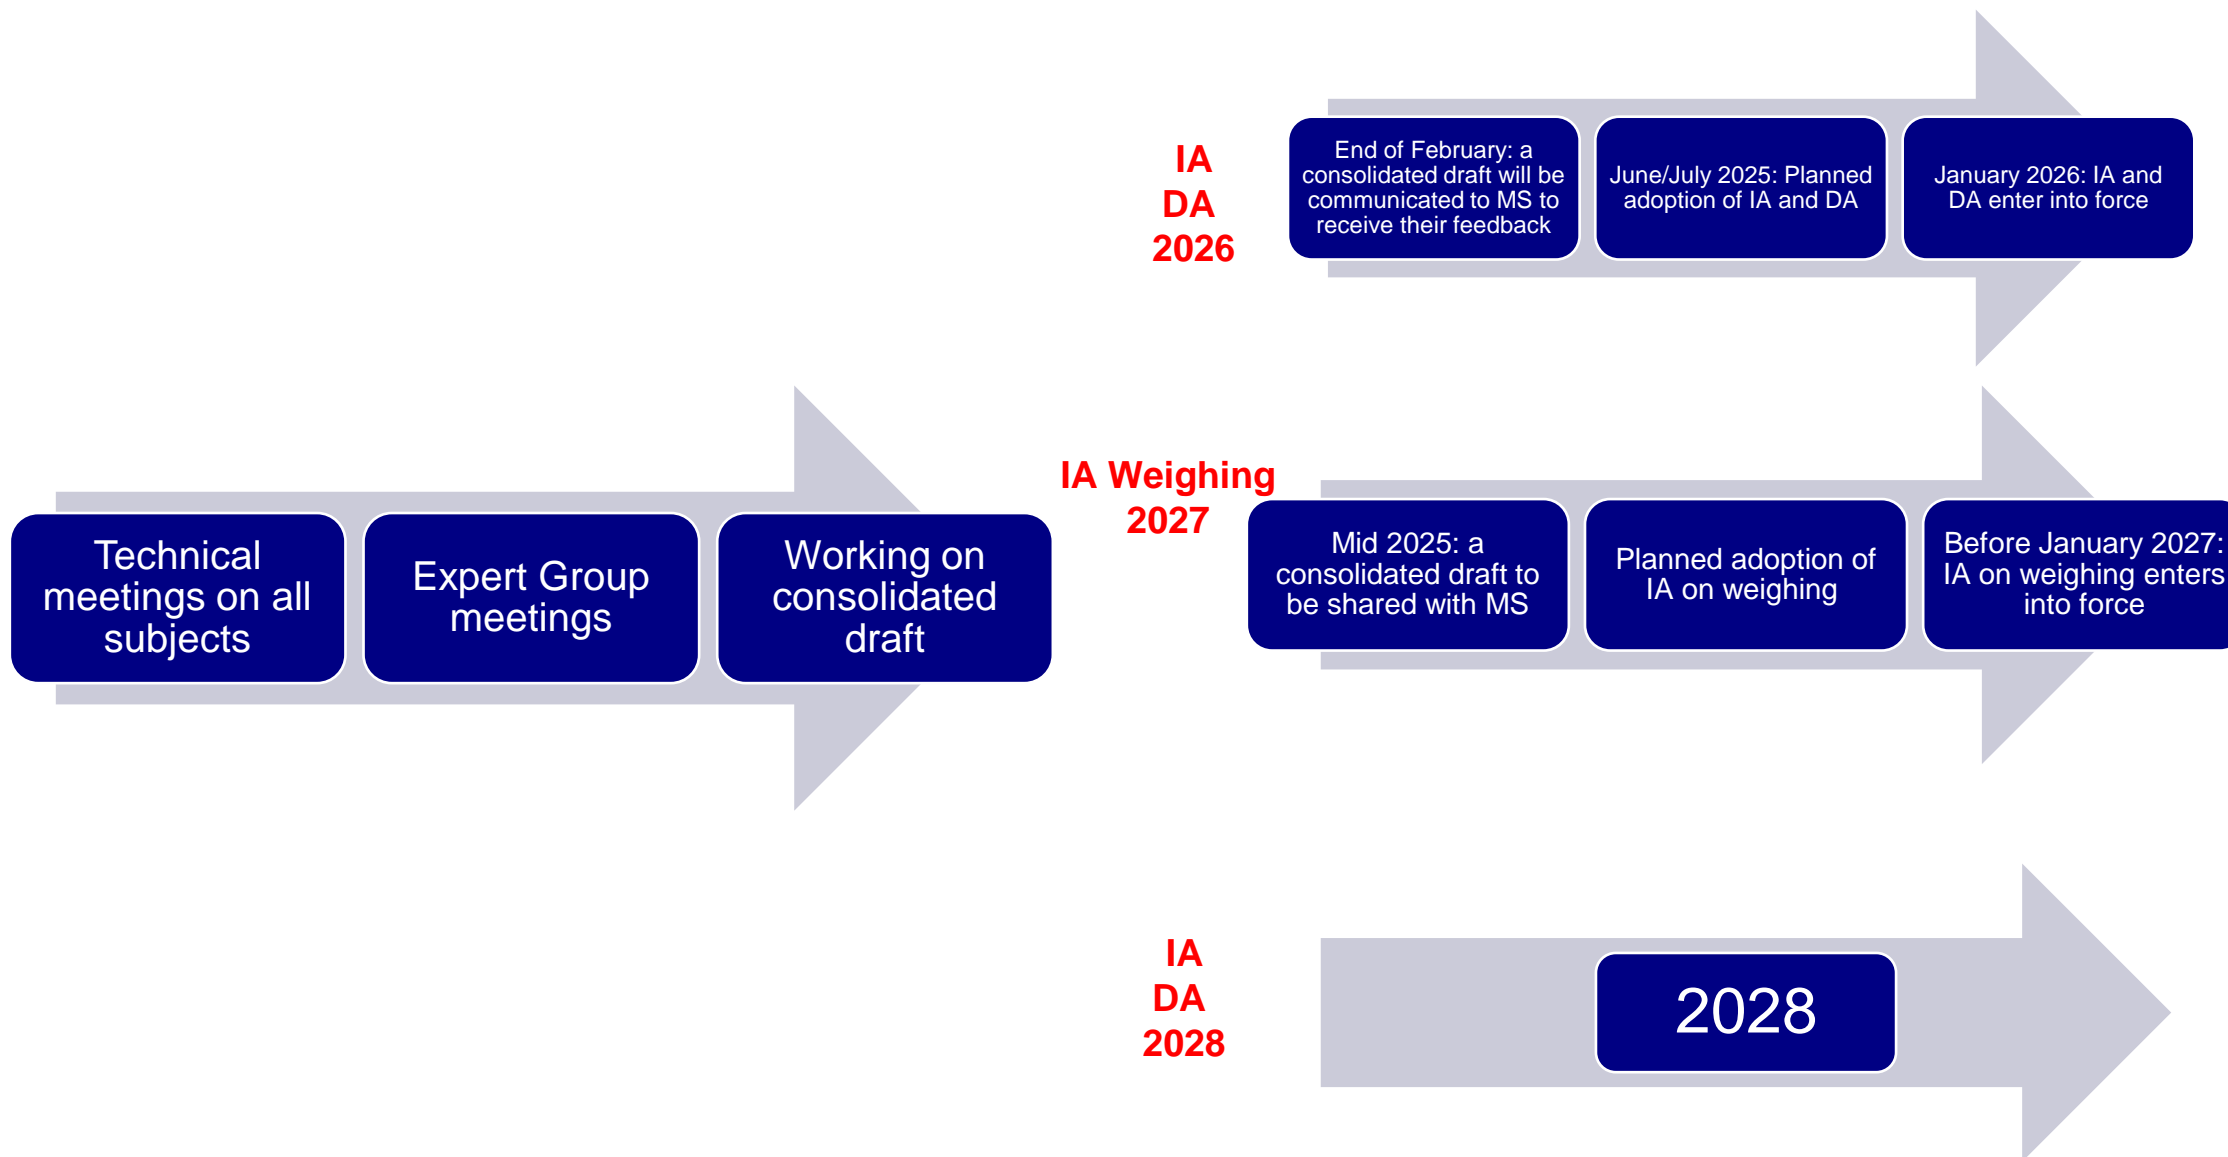 Technical
meetings on all
subjects
Expert Group
meetings
Working on
consolidated
draft
IA
DA
2026
End of February: a
consolidated draft will be
communicated to MS to
receive their feedback
June/July 2025: Planned
adoption of IA and DA
January 2026: IA and
DA enter into force
IA Weighing
2027
Mid 2025: a
consolidated draft to
be shared with MS
Planned adoption of
IA on weighing
Before January 2027:
IA on weighing enters
into force
IA
DA
2028
2028